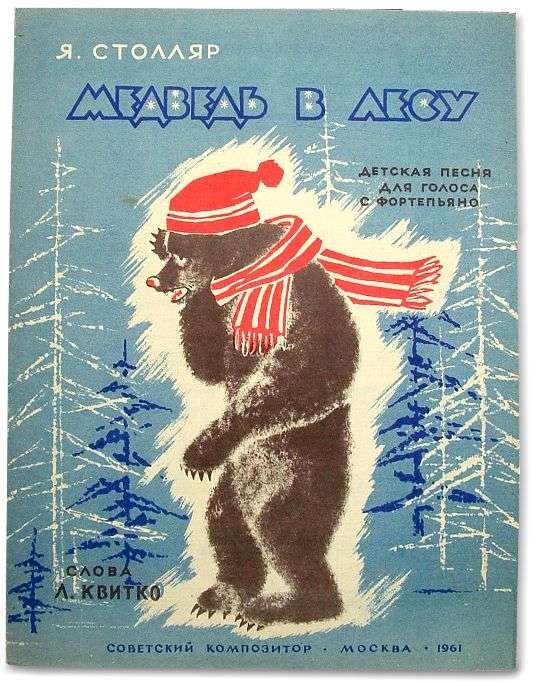 Я. СТОЛЛЯР
МЕДВЕДЬ В ЛЕСУ
ДЕТСКАЯ ПЕСНЯ
ДЛЯ ГОЛОСА
С ФОРТЕПЬЯНО
СЛОВА
Л. КВИТКО
СОВЕТСКИЙ КОМПОЗИТОР • МОСКВА • 1961